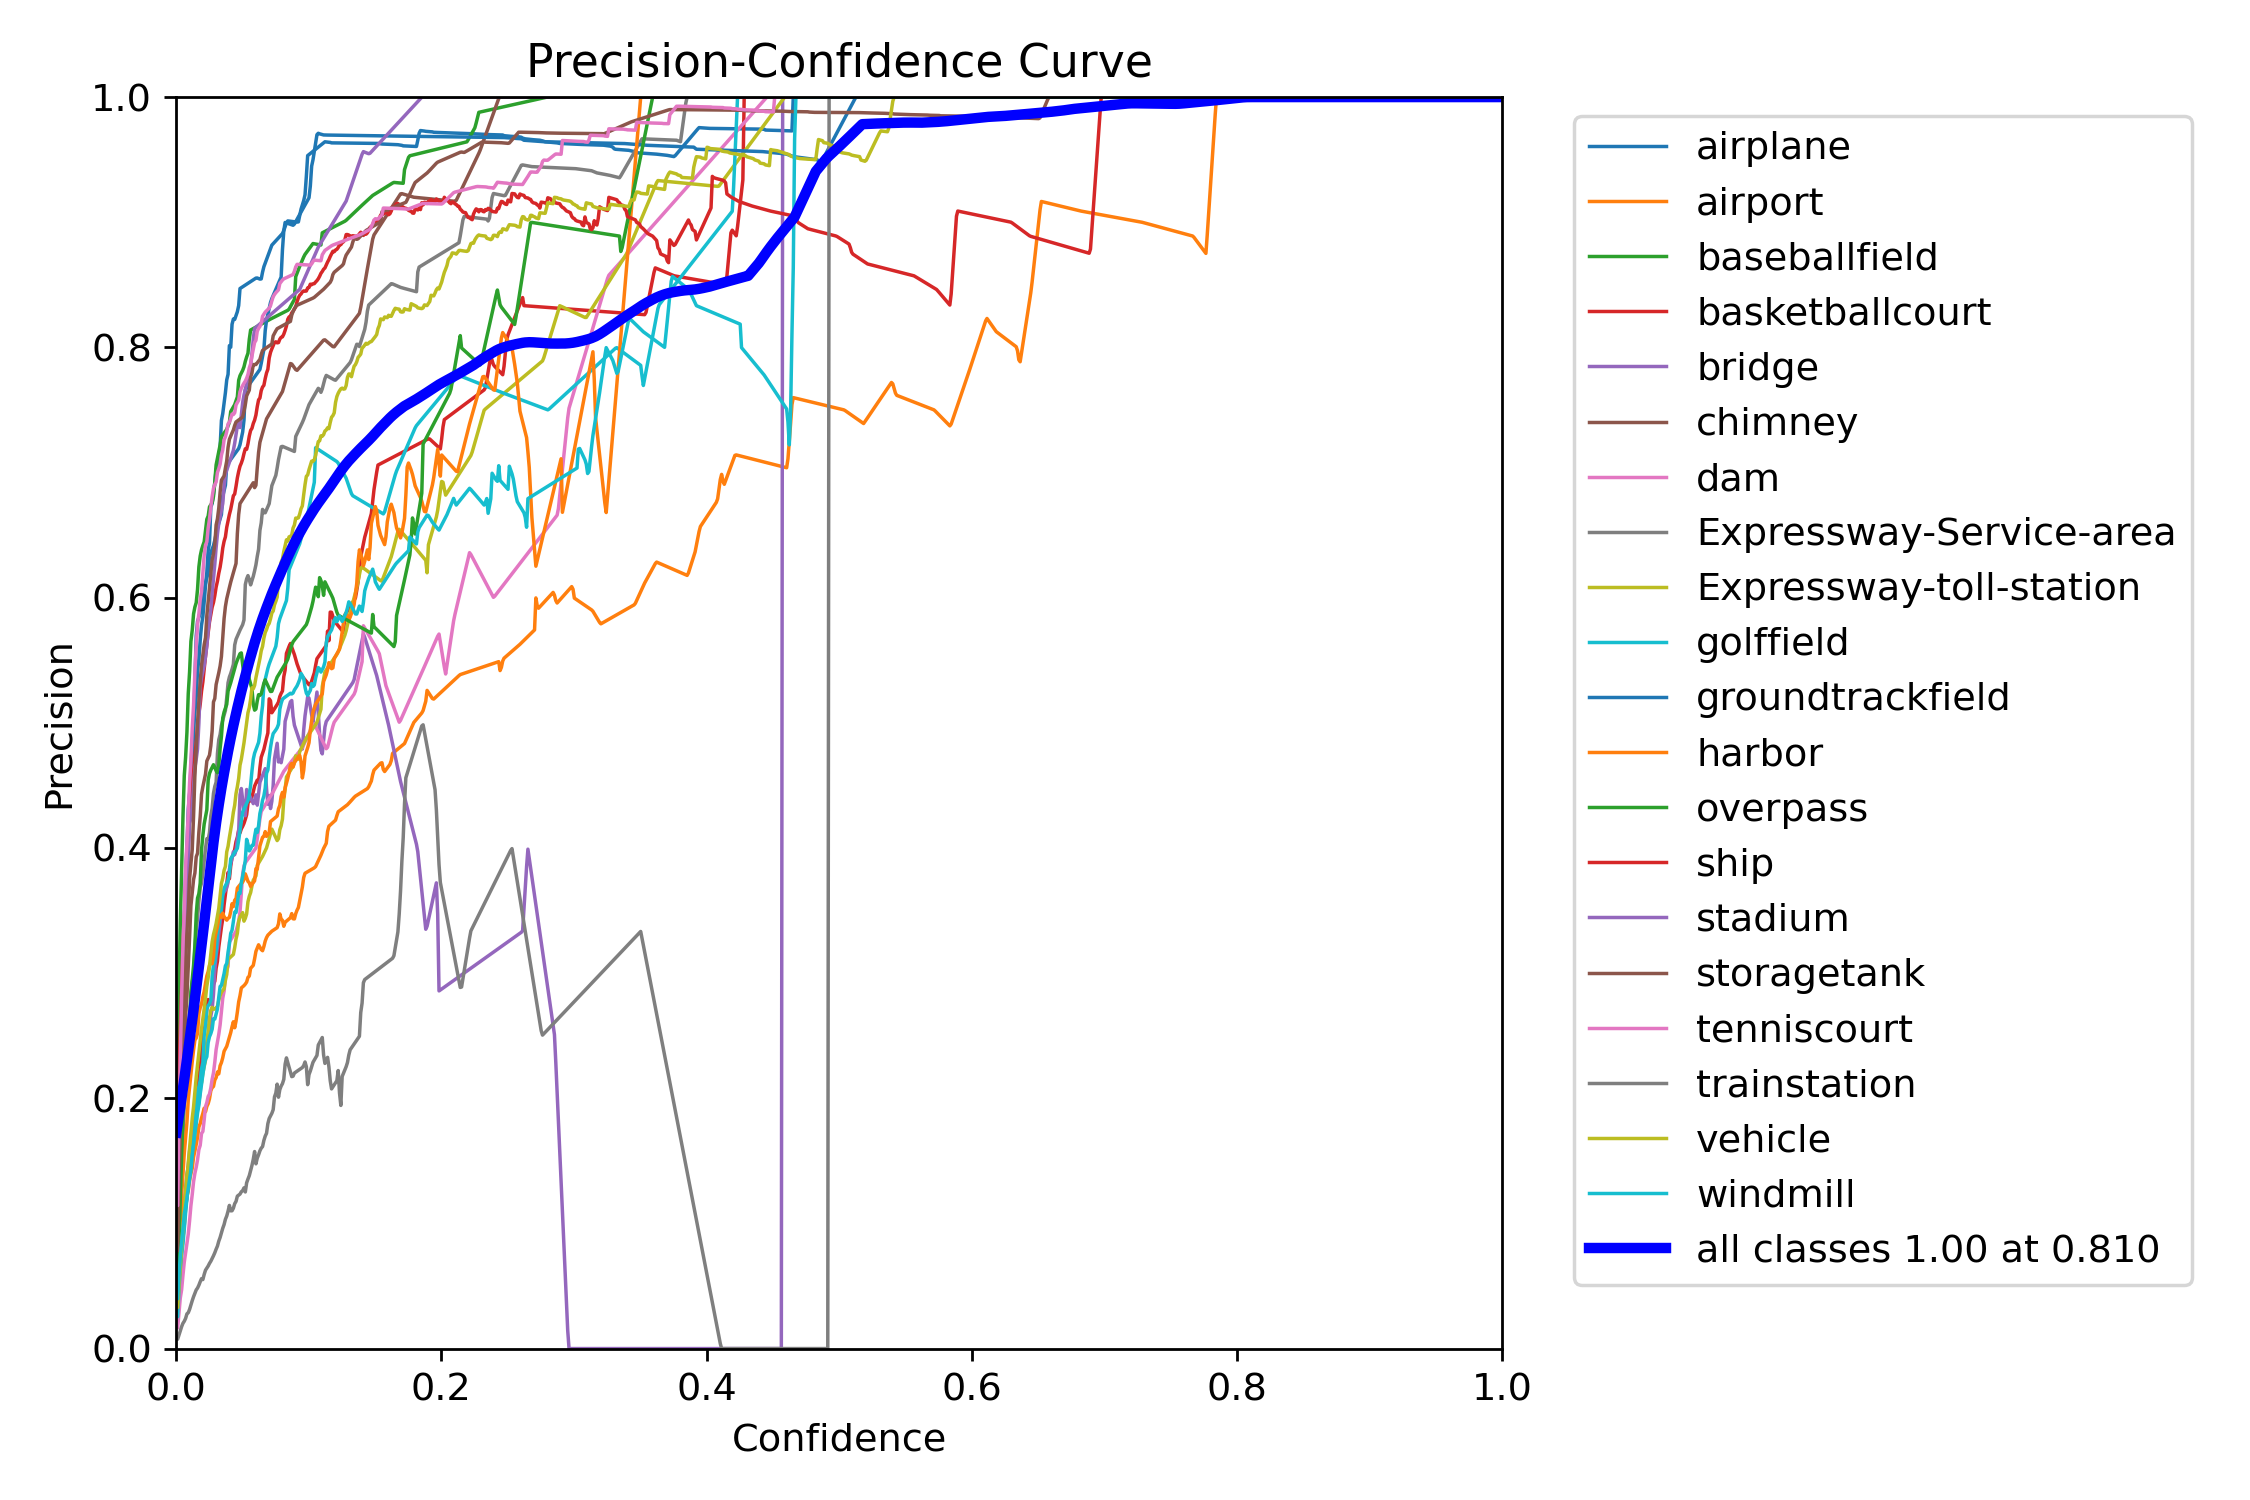 Precision-Confidence Curve
1.0
0.8
0.6
0.4
0.2
0.0
Precision
0.0 0.2 0.4 0.6 0.8 1.0
Confidence
airplane
airport
baseballfield
basketballcourt
bridge
chimney
dam
Expressway-Service-area
Expressway-toll-station
golffield
groundtrackfield
harbor
overpass
ship
stadium
storagetank
tenniscourt
trainstation
vehicle
windmill
all classes 1.00 at 0.810